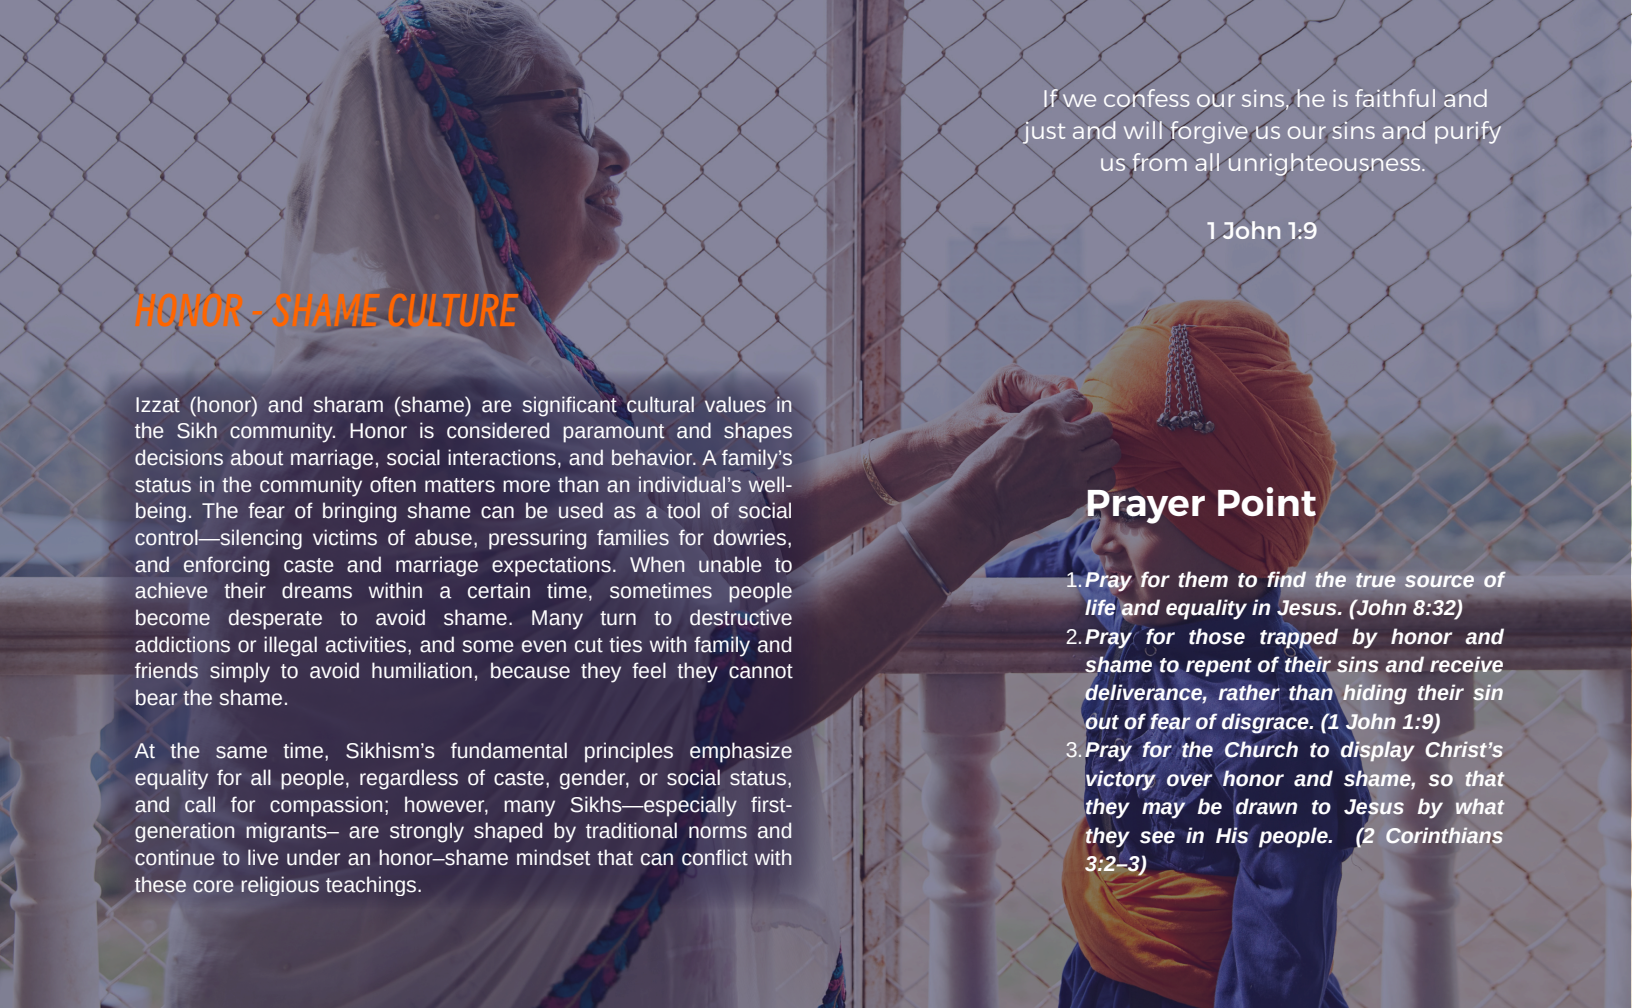 HONOR - SHAME CULTURE
Izzat (honor) and sharam (shame) are significant cultural values in
the Sikh community. Honor is considered paramount and shapes
decisions about marriage, social interactions, and behavior. A family’s
status in the community often matters more than an individual’s well-
being. The fear of bringing shame can be used as a tool of social
control—silencing victims of abuse, pressuring families for dowries,
and enforcing caste and marriage expectations. When unable to
achieve their dreams within a certain time, sometimes people
become desperate to avoid shame. Many turn to destructive
addictions or illegal activities, and some even cut ties with family and
friends simply to avoid humiliation, because they feel they cannot
bear the shame.
At the same time, Sikhism’s fundamental principles emphasize
equality for all people, regardless of caste, gender, or social status,
and call for compassion; however, many Sikhs—especially first-
generation migrants– are strongly shaped by traditional norms and
continue to live under an honor–shame mindset that can conflict with
these core religious teachings.
If we confess our sins, he is faithful and
just and will forgive us our sins and purify
us from all unrighteousness.
1 John 1:9
Prayer Point
1. Pray for them to find the true source of
life and equality in Jesus. (John 8:32)
2. Pray for those trapped by honor and
shame to repent of their sins and receive
deliverance, rather than hiding their sin
out of fear of disgrace. (1 John 1:9)
3. Pray for the Church to display Christ’s
victory over honor and shame, so that
they may be drawn to Jesus by what
they see in His people. (2 Corinthians
3:2–3)